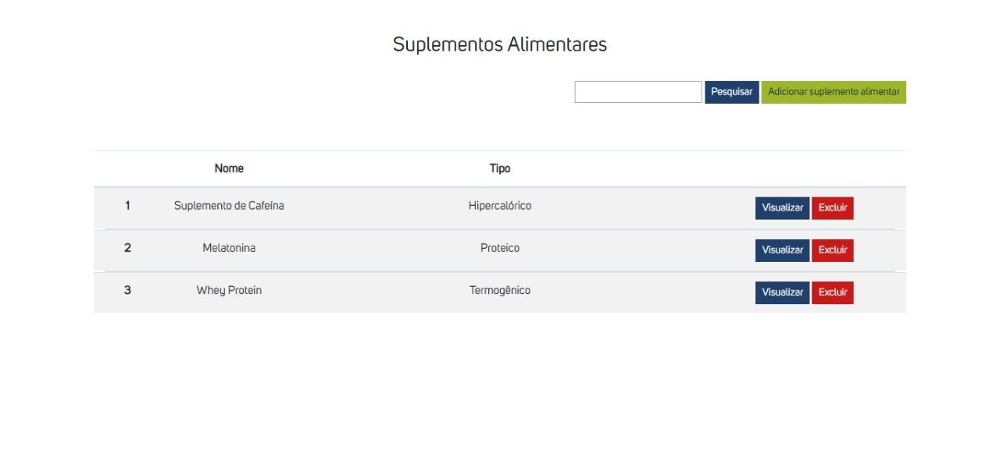 Suplementos Alimentares
Pesquisar Adicionar suplemento alimentar
Nome Tipo
1 Suplemento de Cafeína Hipercalórico Visualizar Excluir
2 Melatonina Proteico Visualizar Excluir
3 Whey Protein Termogênico Visualizar Excluir